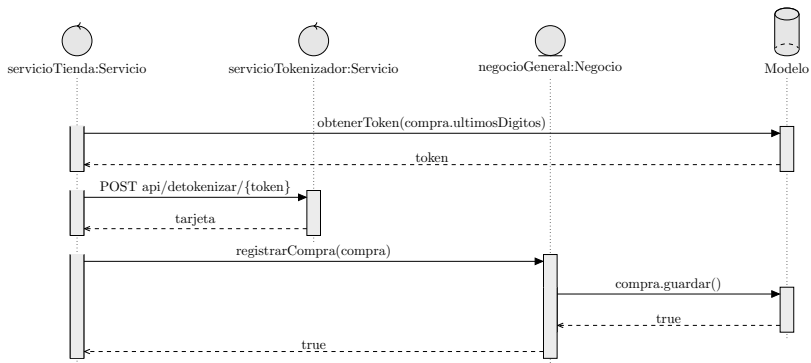 servicioTienda:Servicio
servicioTokenizador:Servicio
negocioGeneral:Negocio
Modelo
obtenerToken(compra.ultimosDigitos)
token
POST api/detokenizar/{token}
tarjeta
registrarCompra(compra)
compra.guardar()
true
true